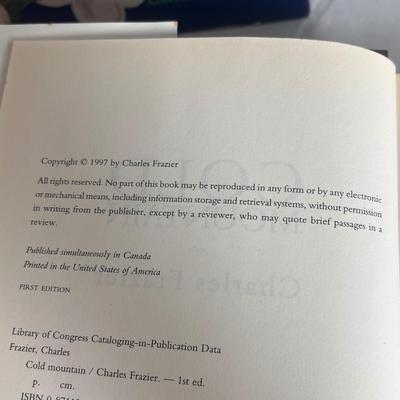 Copyright © 1997 by Charles Frazier
All rights reserved. No part of this book may be reproduced in any form or by any electronic
or mechanical means, including information storage and retrieval systems, without permission
in writing from the publisher, except by a reviewer, who may quote brief passages in a
review.
Published simultaneously in Canada
Printed in the United States of America
FIRST EDITION
Library of Congress Cataloging-in-Publication Data
Frazier, Charles
Cold mountain / Charles Frazier. — 1st ed.
p. cm.
ISBN